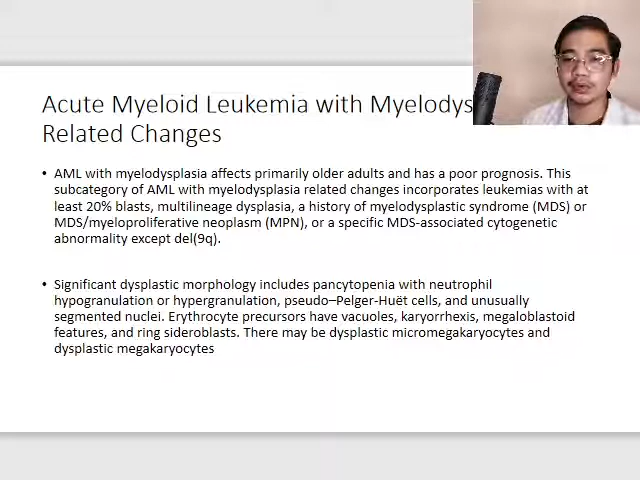 Acute Myeloid Leukemia with Myelodys
Related Changes
• AML with myelodysplasia affects primarily older adults and has a poor prognosis. This
subcategory of AML with myelodysplasia related changes incorporates leukemias with at
least 20% blasts, multilineage dysplasia, a history of myelodysplastic syndrome (MDS) or
MDS/myeloproliferative neoplasm (MPN), or a specific MDS-associated cytogenetic
abnormality except del(9q).
• Significant dysplastic morphology includes pancytopenia with neutrophil
hypogranulation or hypergranulation, pseudo–Pelger-Huët cells, and unusually
segmented nuclei. Erythrocyte precursors have vacuoles, karyorrhexis, megaloblastoid
features, and ring sideroblasts. There may be dysplastic micromegakaryocytes and
dysplastic megakaryocytes